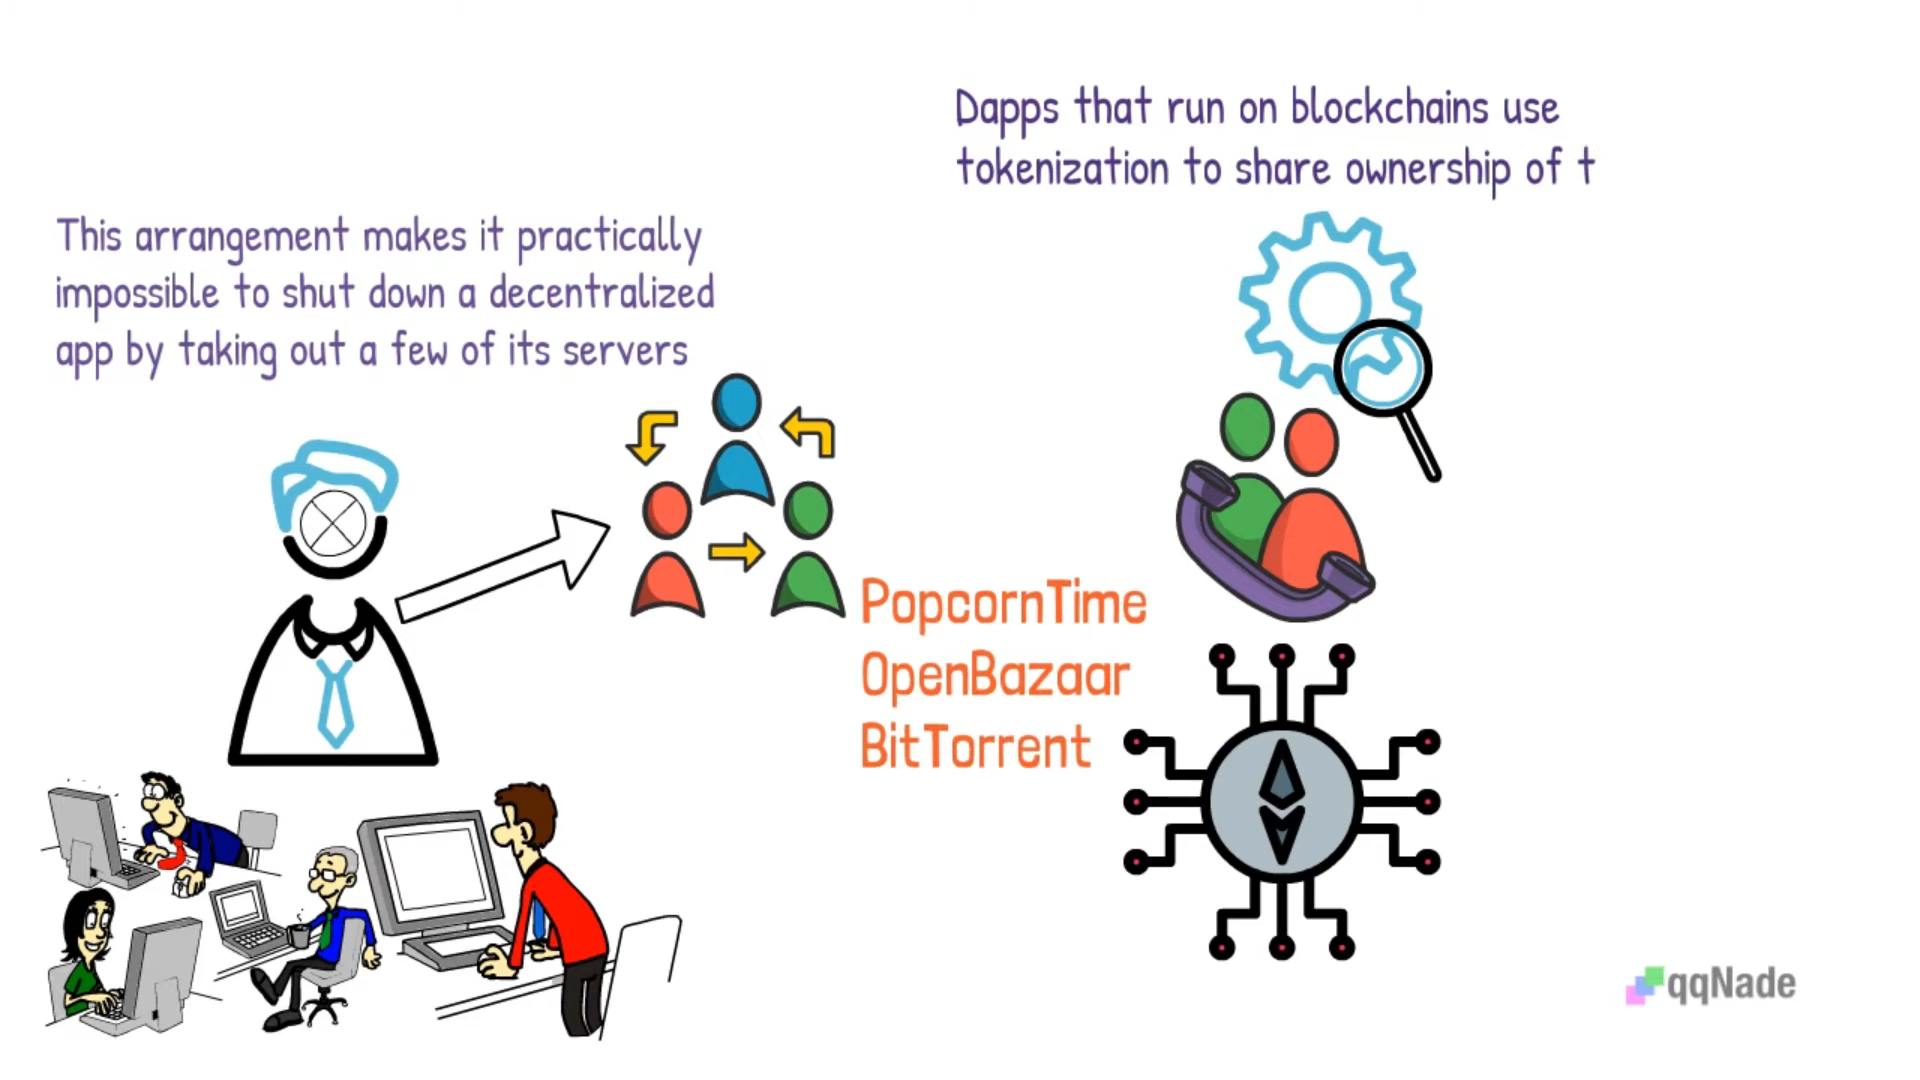 This arrangement makes it practically
impossible to shut down a decentralized
app by taking out a few of its servers
Dapps that run on blockchains use
tokenization to share ownership of t
PopcornTime
OpenBazaar
BitTorrent
qqNade